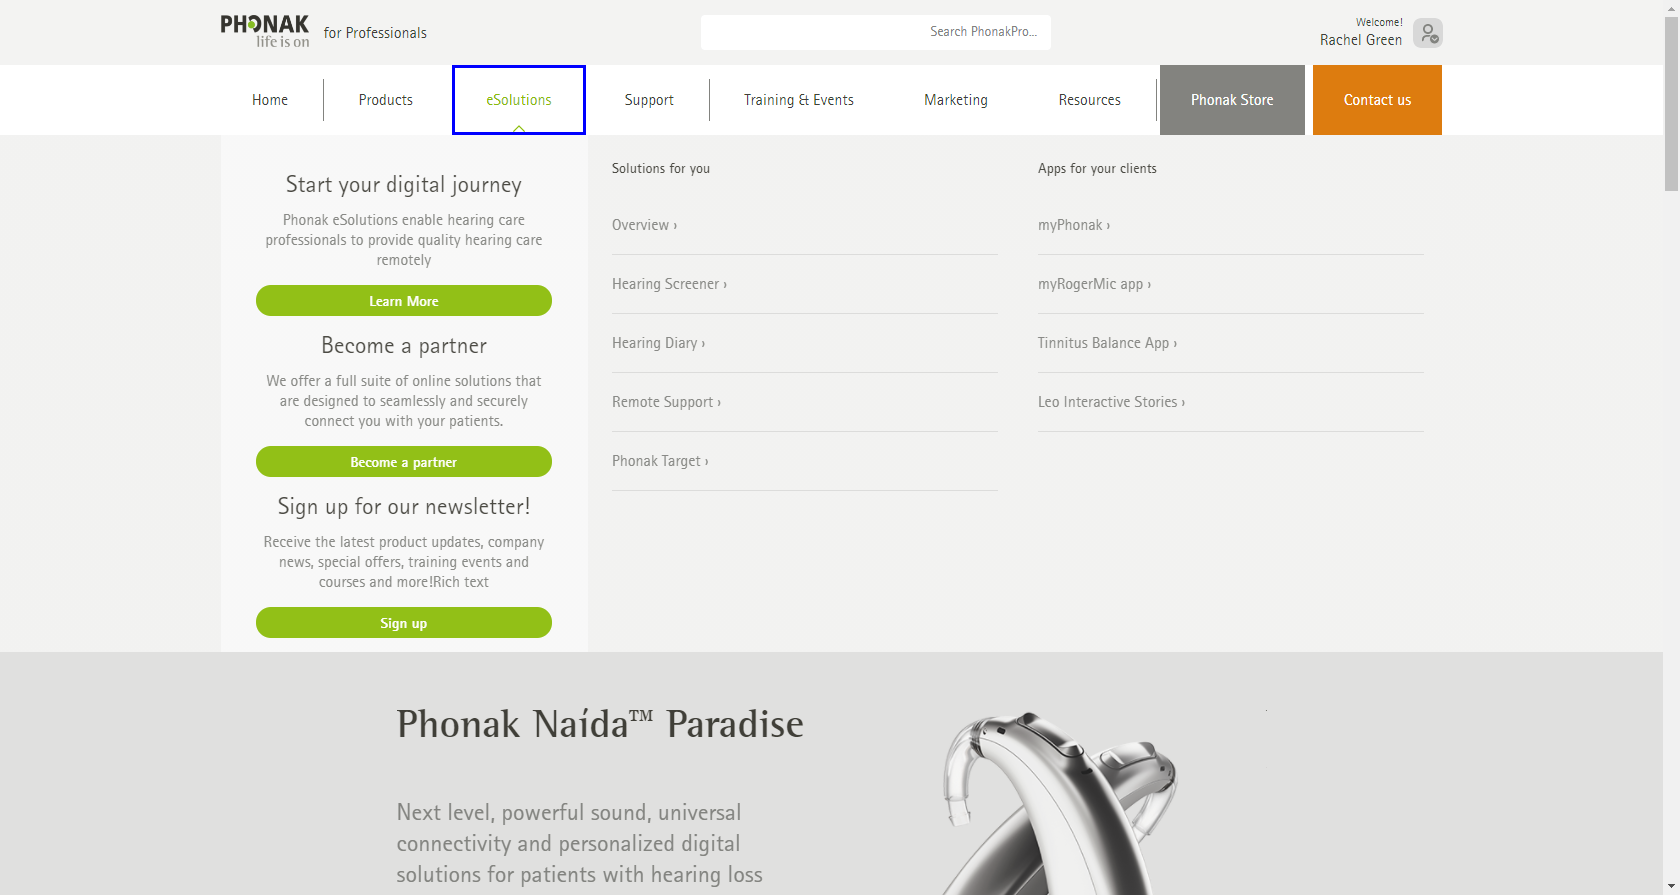 PHONAK
life is on
for Professionals
Search PhonakPro...
Welcome!
Rachel Green
Home
Products
eSolutions
Support
Training & Events
Marketing
Resources
Phonak Store
Contact us
Start your digital journey
Phonak eSolutions enable hearing care
professionals to provide quality hearing care
remotely
Learn More
Become a partner
We offer a full suite of online solutions that
are designed to seamlessly and securely
connect you with your patients.
Become a partner
Sign up for our newsletter!
Receive the latest product updates, company
news, special offers, training events and
courses and more!Rich text
Sign up
Solutions for you
Overview ›
Hearing Screener ›
Hearing Diary ›
Remote Support ›
Phonak Target ›
Apps for your clients
myPhonak ›
myRogerMic app ›
Tinnitus Balance App ›
Leo Interactive Stories ›
Phonak Naída™ Paradise
Next level, powerful sound, universal
connectivity and personalized digital
solutions for patients with hearing loss